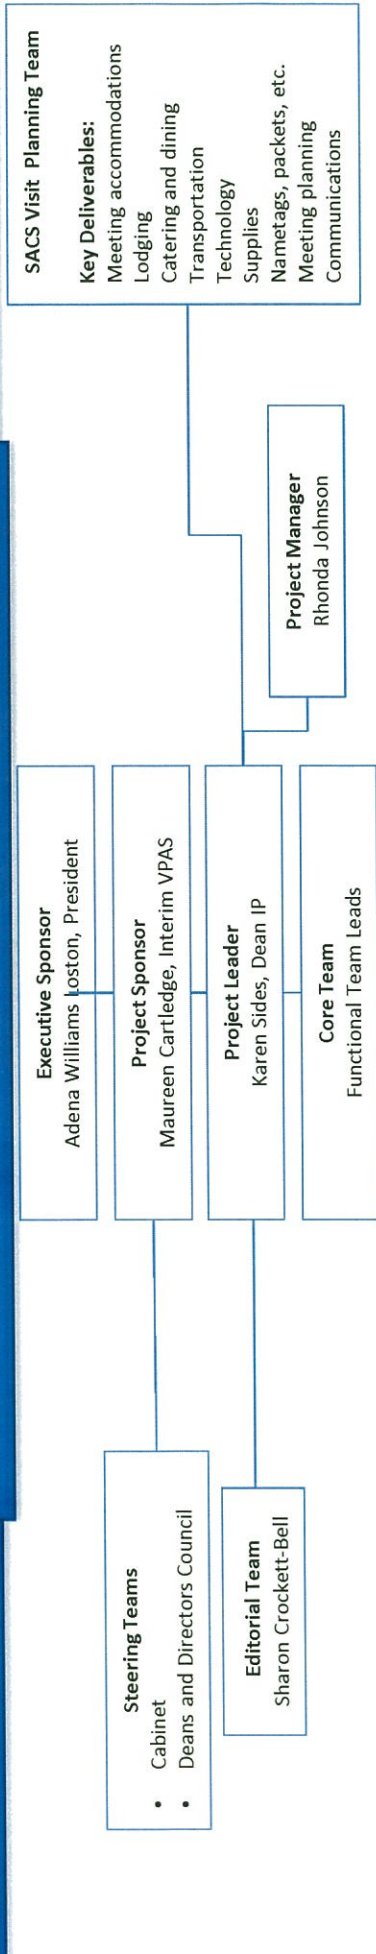 Executive Sponsor
Adena Williams Loston, President
Project Sponsor
Maureen Cartledge, Interim VPAS
Project Leader
Karen Sides, Dean IP
Core Team
Functional Team Leads
Steering Teams
• Cabinet
• Deans and Directors Council
Editorial Team
Sharon Crockett-Bell
Project Manager
Rhonda Johnson
SACS Visit Planning Team
Key Deliverables:
Meeting accommodations
Lodging
Catering and dining
Transportation
Technology
Supplies
Nametags, packets, etc.
Meeting planning
Communications